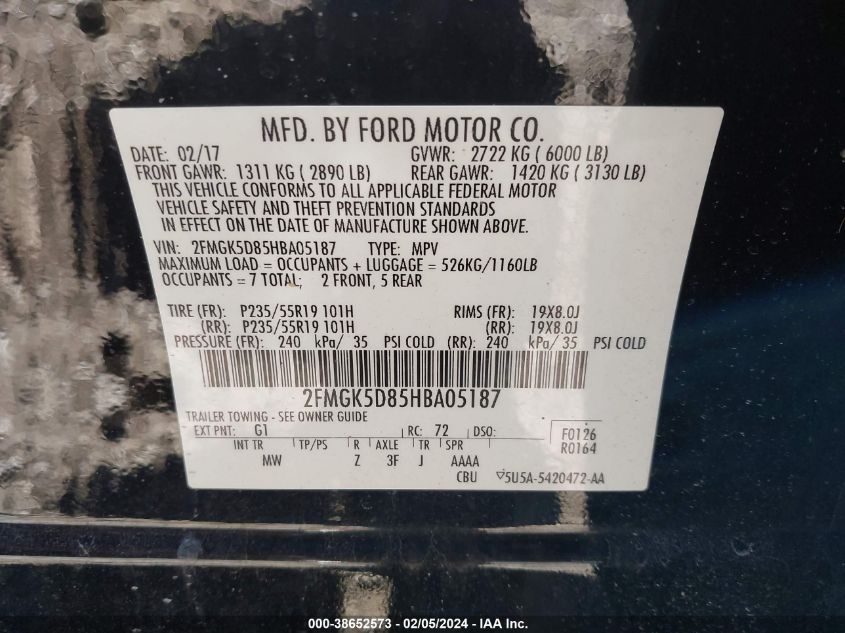 MFD. BY FORD MOTOR CO.
DATE: 02/17 GVWR: 2722 KG ( 6000 LB)
FRONT GAWR: 1311 KG ( 2890 LB) REAR GAWR: 1420 KG ( 3130 LB)
THIS VEHICLE CONFORMS TO ALL APPLICABLE FEDERAL MOTOR
VEHICLE SAFETY AND THEFT PREVENTION STANDARDS
IN EFFECT ON THE DATE OF MANUFACTURE SHOWN ABOVE.
VIN: 2FMGK5D85HBA05187 TYPE: MPV
MAXIMUM LOAD = OCCUPANTS + LUGGAGE = 526KG/1160LB
OCCUPANTS = 7 TOTAL; 2 FRONT, 5 REAR
TIRE (FR): P235/55R19 101H RIMS (FR): 19X8.0J
(RR): P235/55R19 101H (RR): 19X8.0J
PRESSURE (FR): 240 kPa/ 35 PSI COLD (RR): 240 kPa/ 35 PSI COLD
2FMGK5D85HBA05187
TRAILER TOWING - SEE OWNER GUIDE
EXT PNT: G1 RC: 72 DSO: F0126
INT TR TP/PS R AXLE TR SPR R0164
MW Z 3F J AAAA
CBU 5U5A-5420472-AA
000-38652573 - 02/05/2024 - IAA Inc.